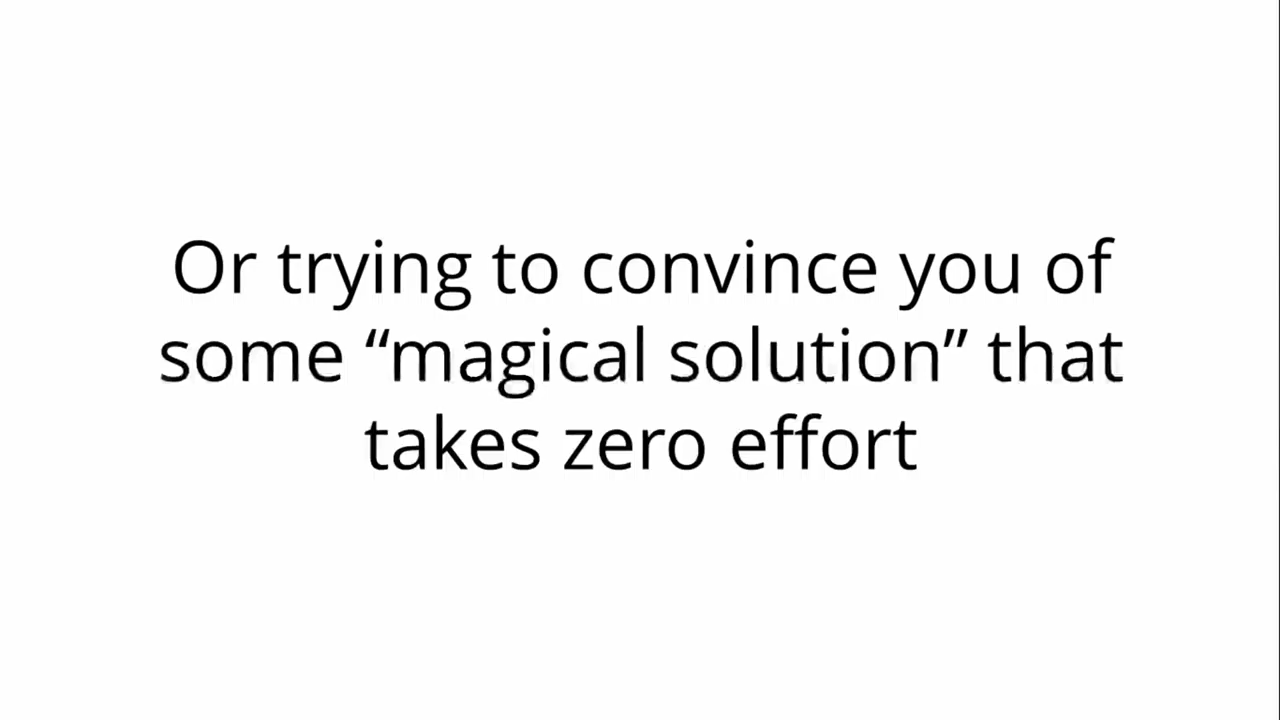 Or trying to convince you of
some “magical solution” that
takes zero effort